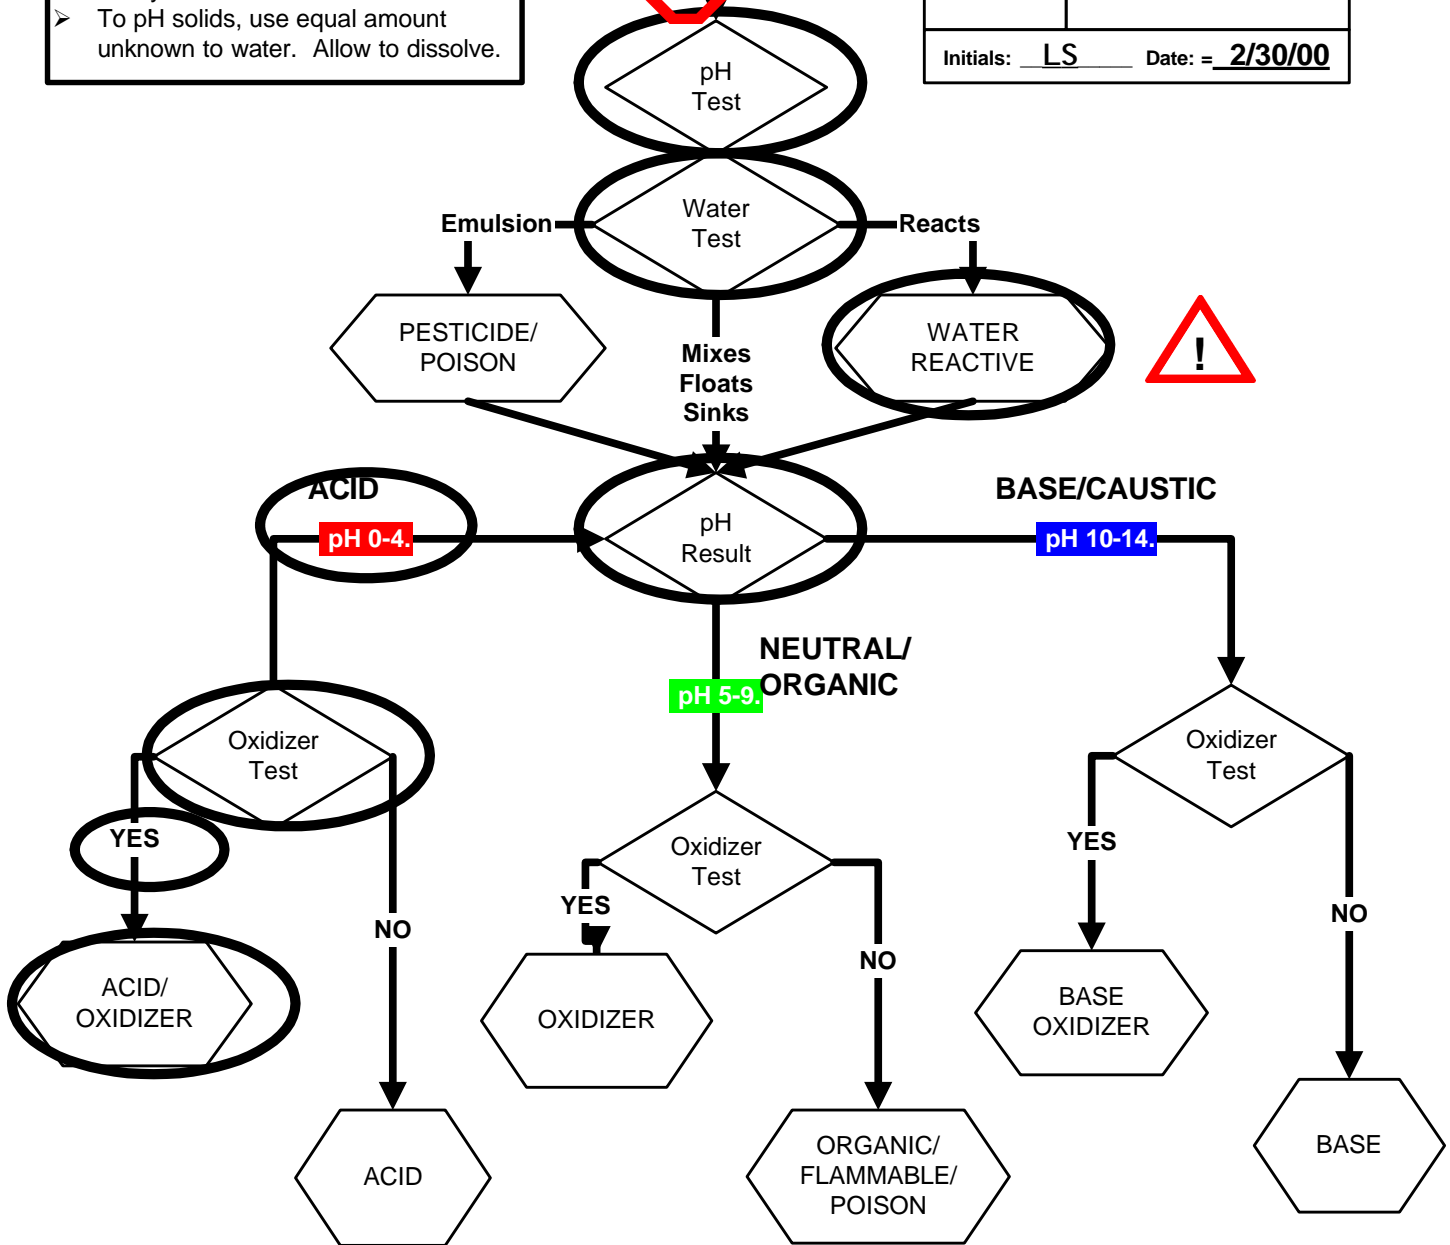 ➢ To pH solids, use equal amount
unknown to water. Allow to dissolve.
Initials: __LS____ Date: =_2/30/00
pH
Test
Water
Test
Emulsion
Reacts
PESTICIDE/
POISON
Mixes
Floats
Sinks
WATER
REACTIVE
!
ACID
pH 0-4.
pH
Result
BASE/CAUSTIC
pH 10-14.
NEUTRAL/
ORGANIC
pH 5-9.
Oxidizer
Test
YES
NO
ACID/
OXIDIZER
ACID
Oxidizer
Test
YES
NO
OXIDIZER
ORGANIC/
FLAMMABLE/
POISON
Oxidizer
Test
YES
NO
BASE
OXIDIZER
BASE